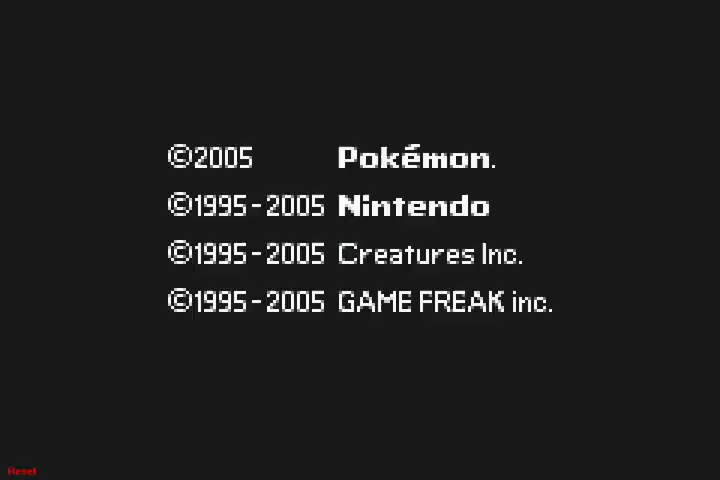 ©2005 Pokémon.
©1995-2005 Nintendo
©1995-2005 Creatures Inc.
©1995-2005 GAME FREAK inc.
Reset